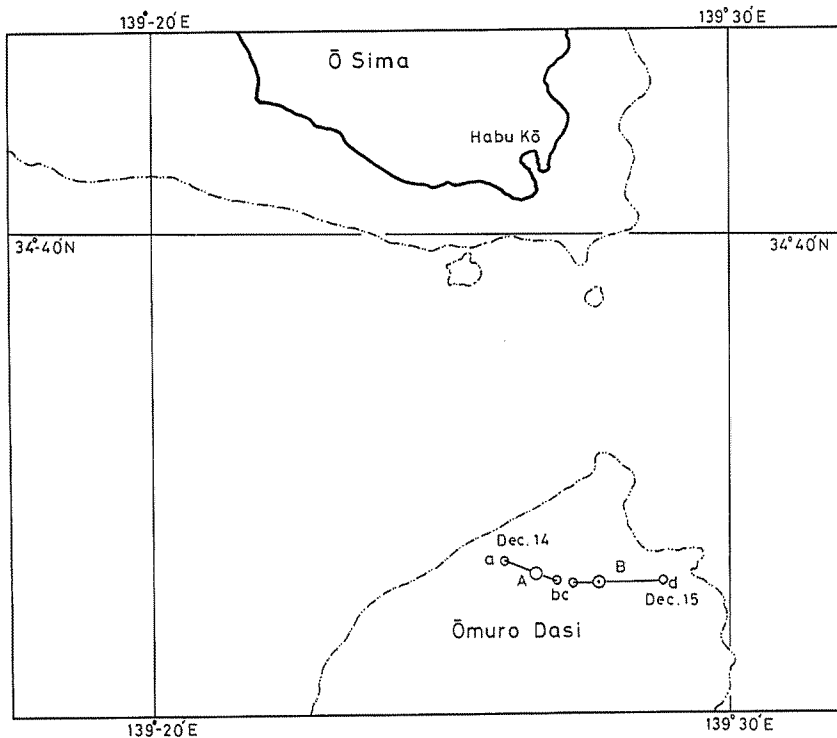 139°-20'E
139°30'E
Ō Sima
Habu Kō
34°-40'N
34°40'N
Dec. 14
a
A
bc
B
d
Dec. 15
Ōmuro Dasi
139°-20'E
139°30'E